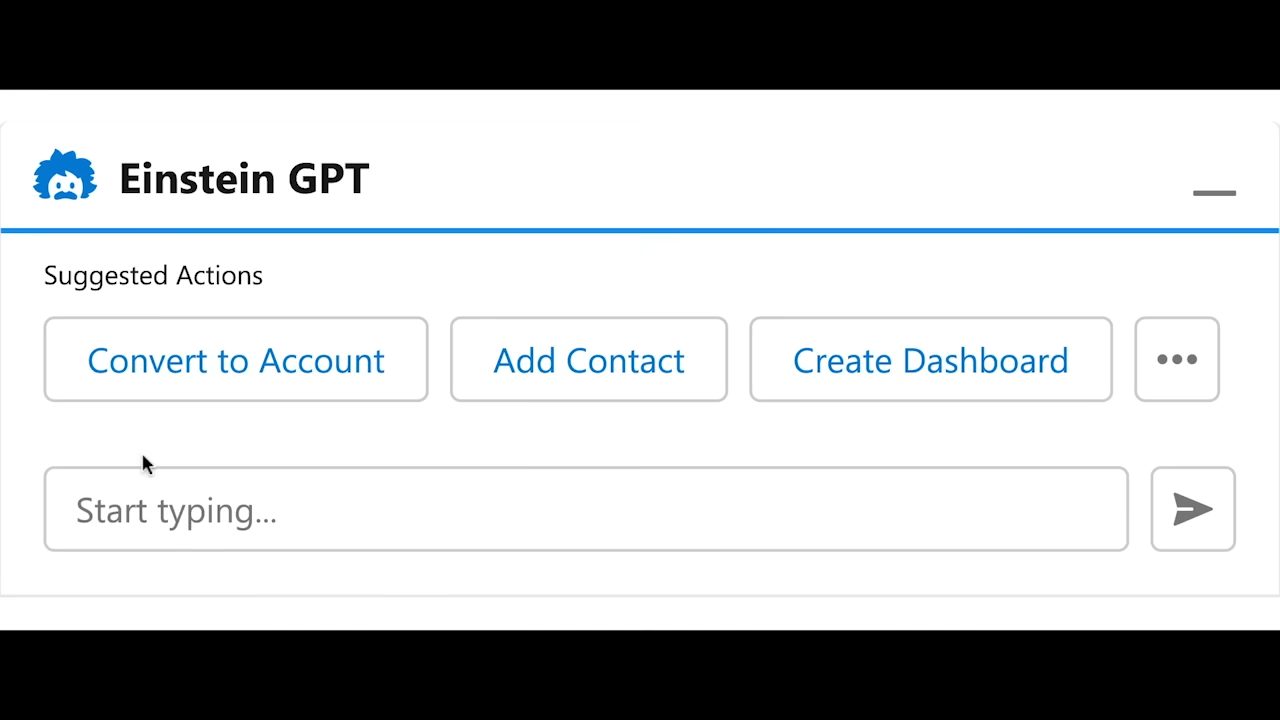 Einstein GPT
Suggested Actions
Convert to Account
Add Contact
Create Dashboard
Start typing...